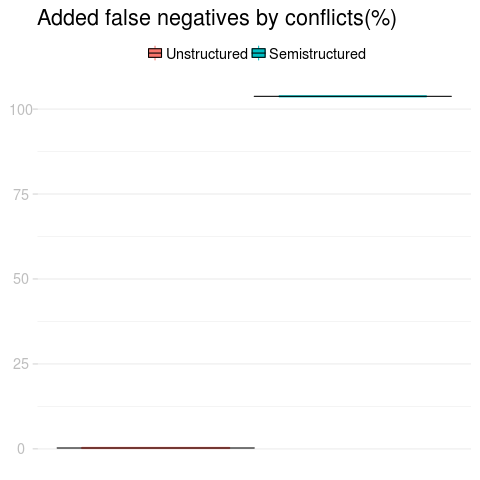 Added false negatives by conflicts(%)
Unstructured Semistructured
100
75
50
25
0